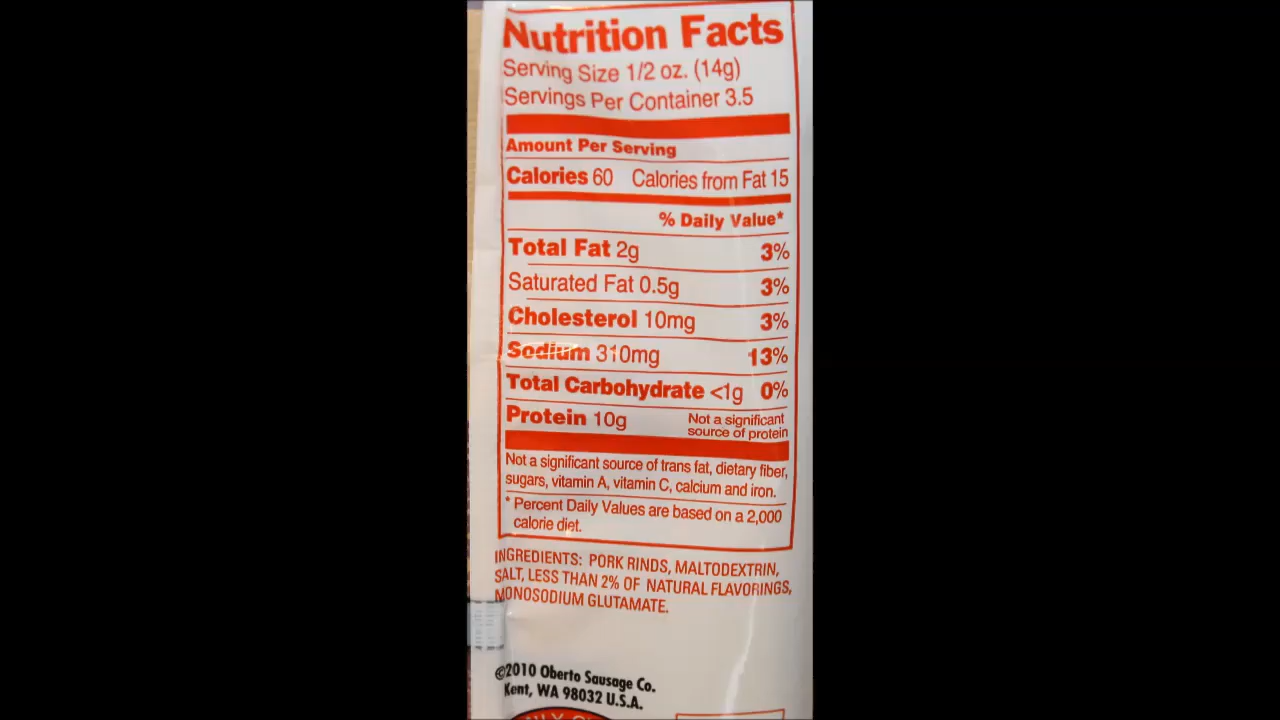 Nutrition Facts
Serving Size 1/2 oz. (14g)
Servings Per Container 3.5
Amount Per Serving
Calories 60 Calories from Fat 15
% Daily Value*
Total Fat 2g 3%
Saturated Fat 0.5g 3%
Cholesterol 10mg 3%
Sodium 310mg 13%
Total Carbohydrate <1g 0%
Protein 10g Not a significant
source of protein
Not a significant source of trans fat, dietary fiber,
sugars, vitamin A, vitamin C, calcium and iron.
* Percent Daily Values are based on a 2,000
calorie diet.
INGREDIENTS: PORK RINDS, MALTODEXTRIN,
SALT, LESS THAN 2% OF NATURAL FLAVORINGS,
MONOSODIUM GLUTAMATE.
©2010 Oberto Sausage Co.
Kent, WA 98032 U.S.A.